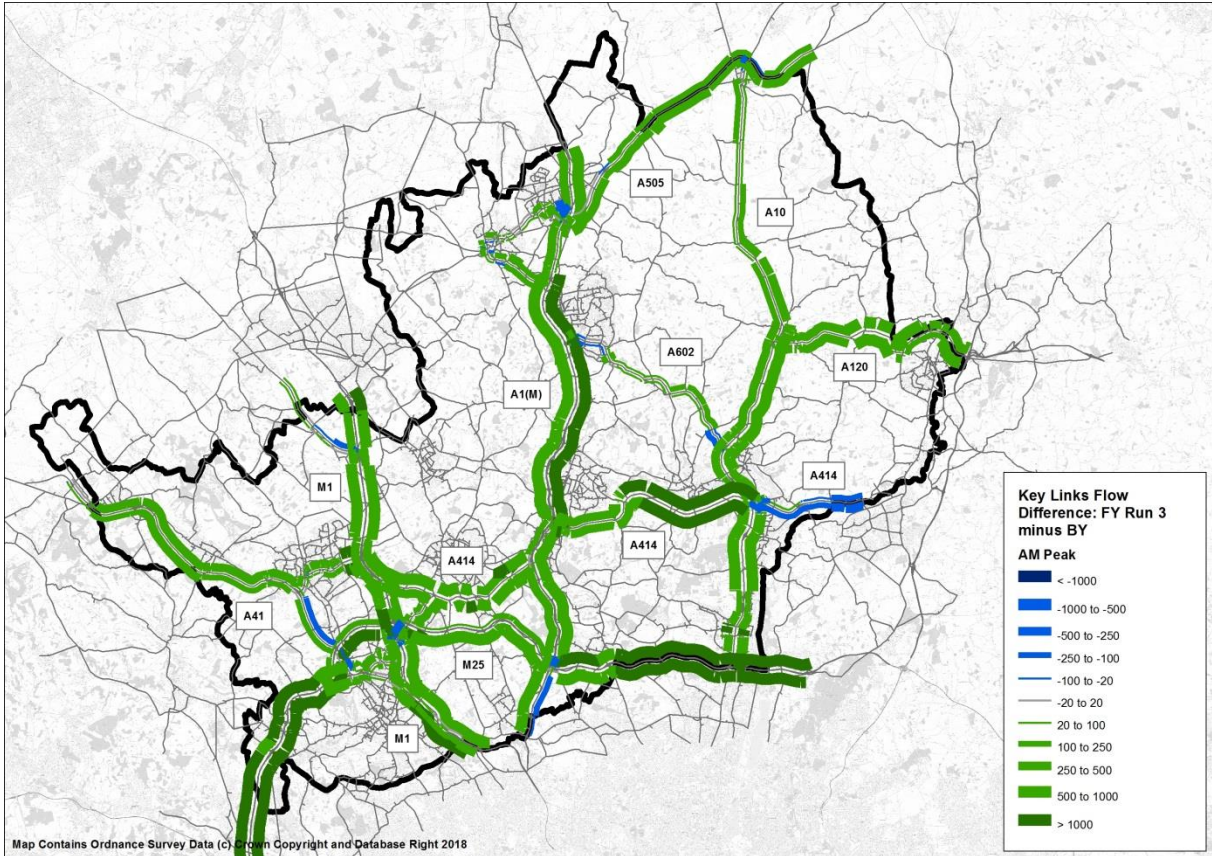 A505
A10
A602
A120
A1(M)
A414
M1
A414
A414
A41
M25
M1
Key Links Flow
Difference: FY Run 3
minus BY
AM Peak
< -1000
-1000 to -500
-500 to -250
-250 to -100
-100 to -20
-20 to 20
20 to 100
100 to 250
250 to 500
500 to 1000
> 1000
Map Contains Ordnance Survey Data (c) Crown Copyright and Database Right 2018